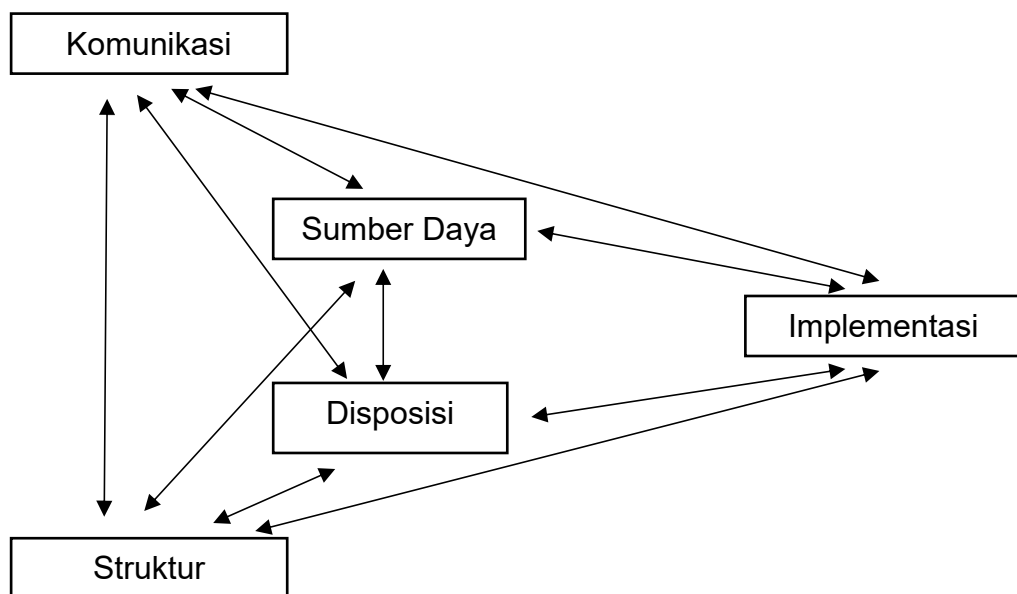 Komunikasi
Sumber Daya
Implementasi
Disposisi
Struktur